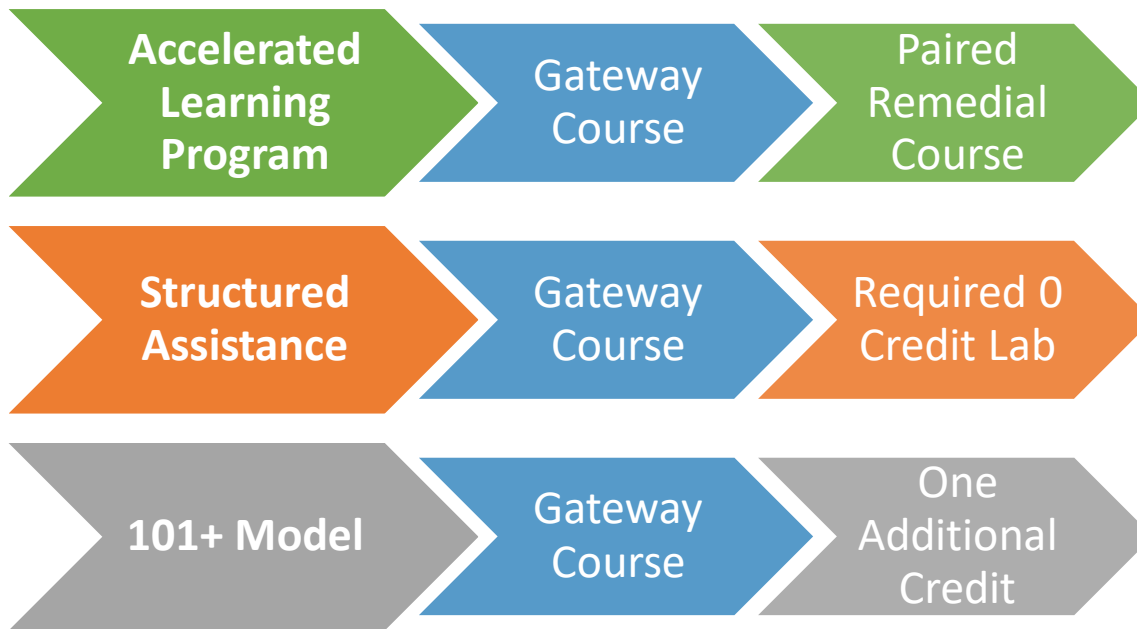 Accelerated
Learning
Program
Gateway
Course
Paired
Remedial
Course
Structured
Assistance
Gateway
Course
Required 0
Credit Lab
101+ Model
Gateway
Course
One
Additional
Credit